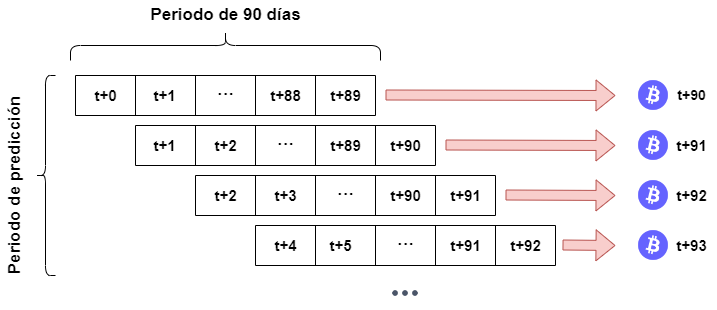 Periodo de 90 días
Periodo de predicción
t+0 t+1 ... t+88 t+89 t+90
t+1 t+2 ... t+89 t+90 t+91
t+2 t+3 ... t+90 t+91 t+92
t+4 t+5 ... t+91 t+92 t+93
...